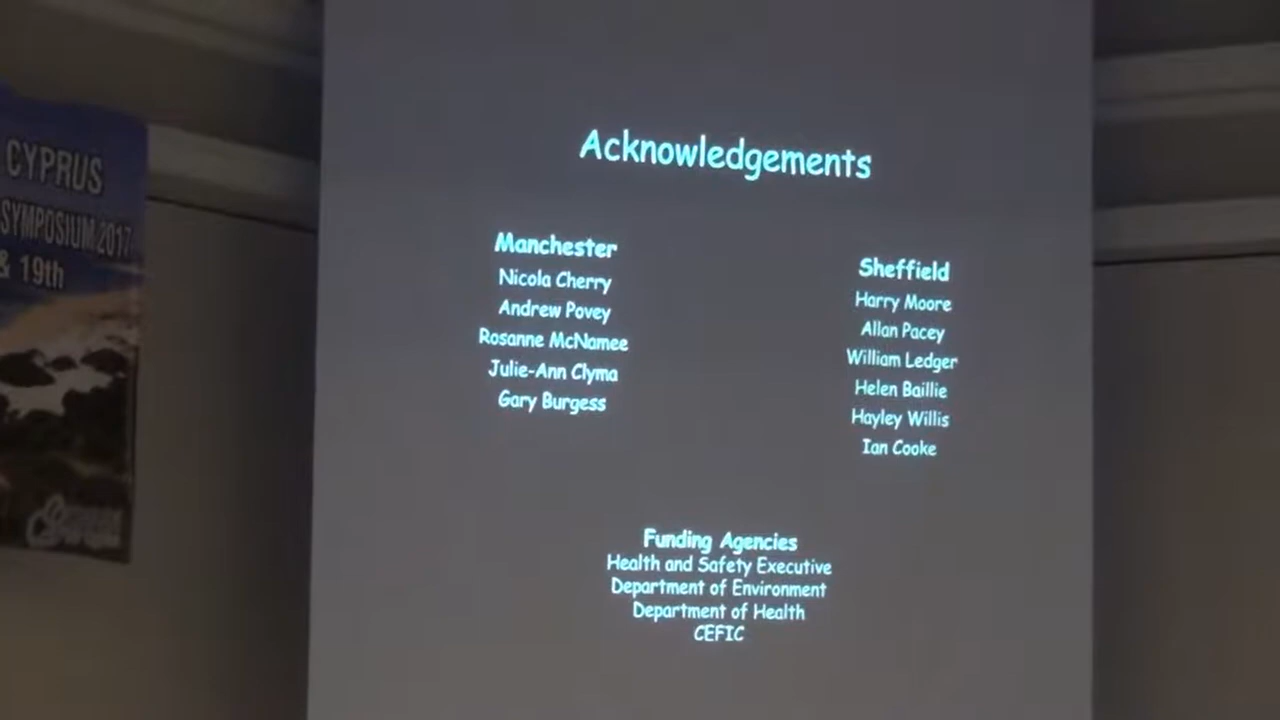 CYPRUS
SYMPOSIUM 2017
& 19th
Acknowledgements
Manchester
Nicola Cherry
Andrew Povey
Rosanne McNamee
Julie-Ann Clyma
Gary Burgess
Sheffield
Harry Moore
Allan Pacey
William Ledger
Helen Baillie
Hayley Willis
Ian Cooke
Funding Agencies
Health and Safety Executive
Department of Environment
Department of Health
CEFIC